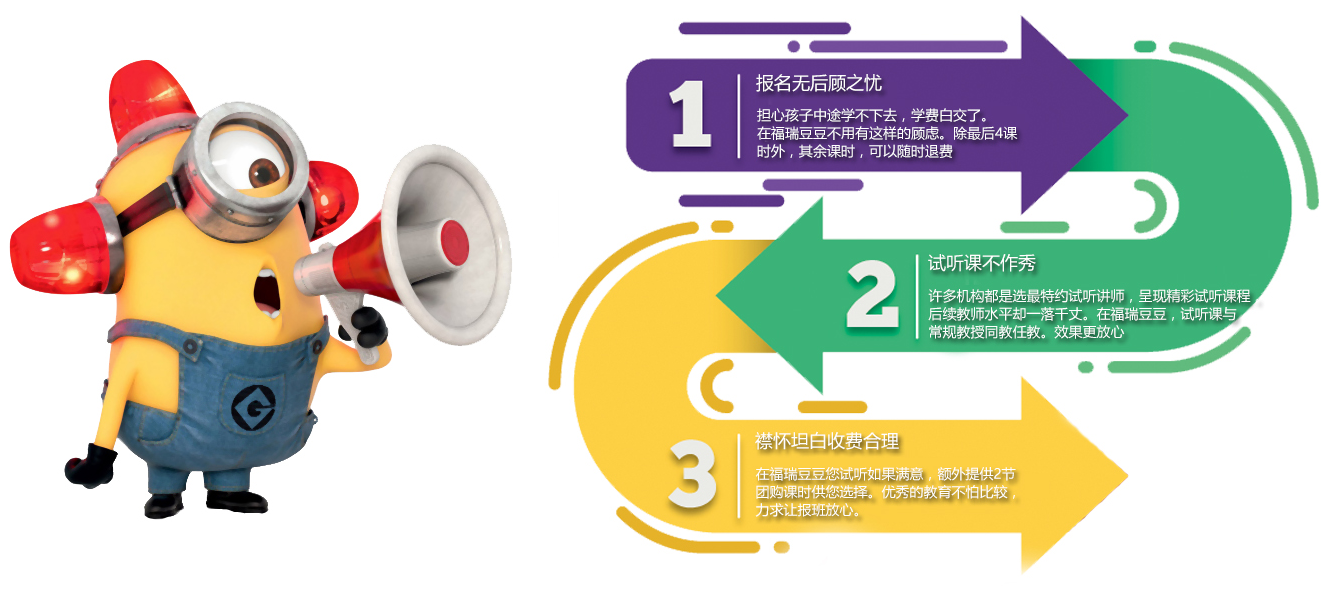 1
报名无后顾之忧
担心孩子中途学不下去，学费白交了。
在福瑞豆豆不用有这样的顾虑。除最后4课
时外，其余课时，可以随时退费
2
试听课不作秀
许多机构都是选最特约试听讲师，呈现精彩试听课程，
后续教师水平却一落千丈。在福瑞豆豆，试听课与
常规教授同教任教。效果更放心
3
襟怀坦白收费合理
在福瑞豆豆您试听如果满意，额外提供2节
团购课时供您选择。优秀的教育不怕比较，
力求让报班放心。
G